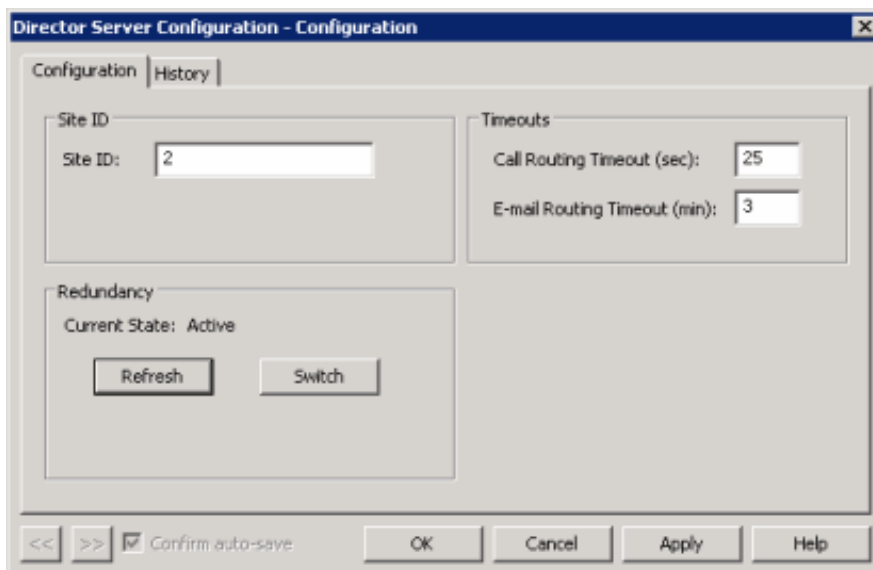 Director Server Configuration - Configuration
Configuration
History
Site ID
Site ID: 2
Timeouts
Call Routing Timeout (sec): 25
E-mail Routing Timeout (min): 3
Redundancy
Current State: Active
Refresh
Switch
<< >> Confirm auto-save OK Cancel Apply Help